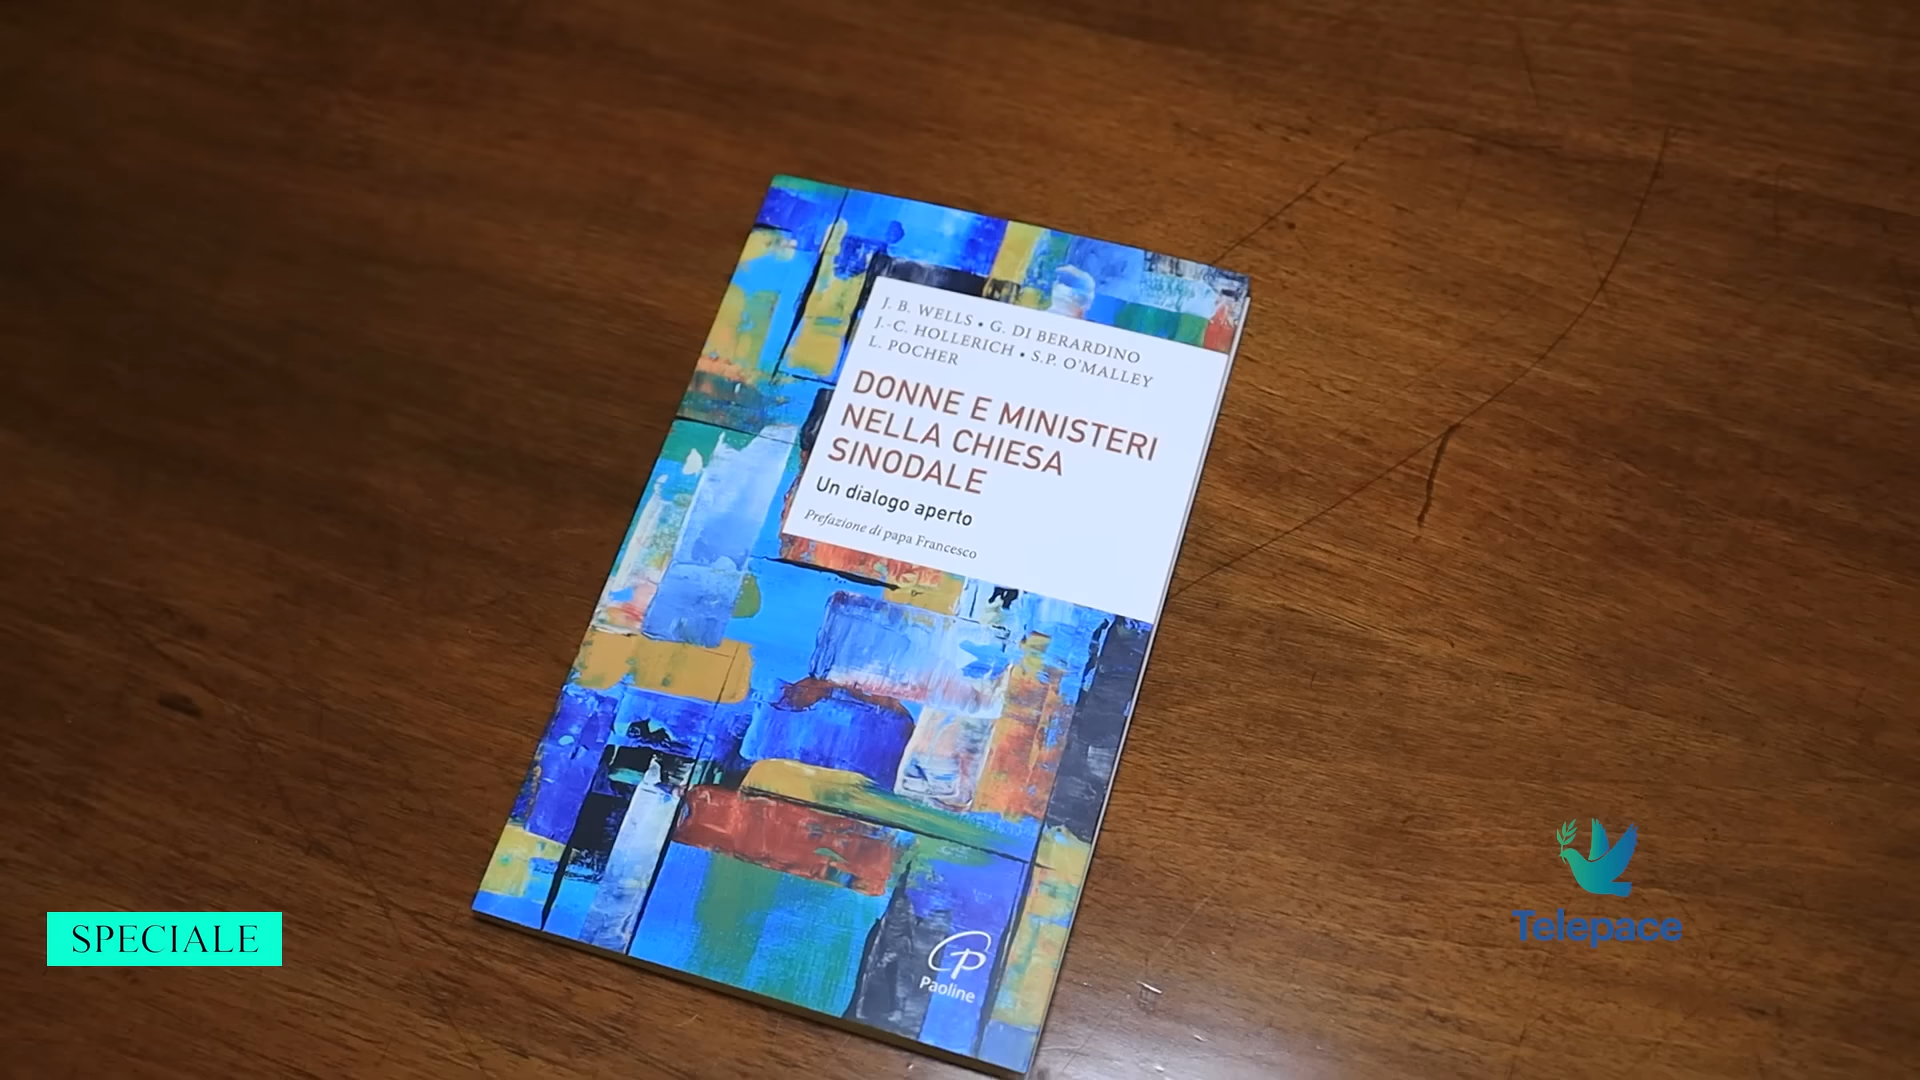 J. B. WELLS • G. DI BERARDINO
J.-C. HOLLERICH • S.P. O'MALLEY
L. POCHER
DONNE E MINISTERI
NELLA CHIESA
SINODALE
Un dialogo aperto
Prefazione di papa Francesco
Paoline
SPECIALE
Telepace